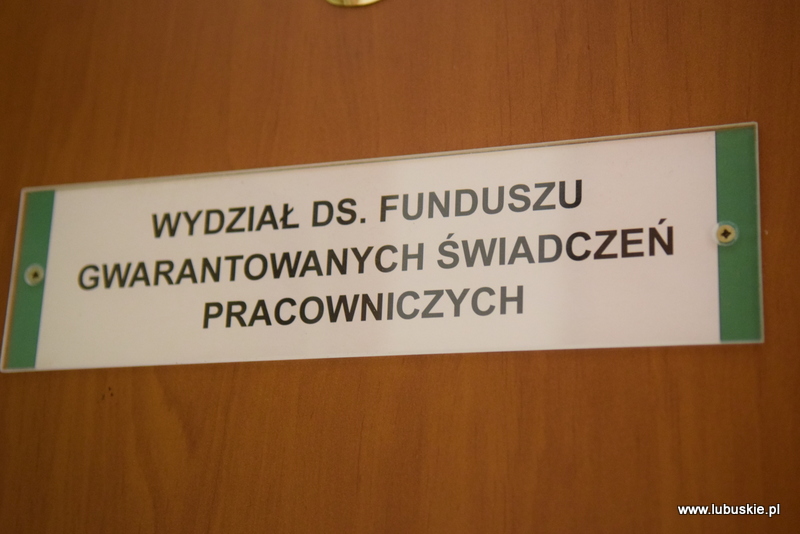 WYDZIAŁ DS. FUNDUSZU
GWARANTOWANYCH ŚWIADCZEŃ
PRACOWNICZYCH
www.lubuskie.pl